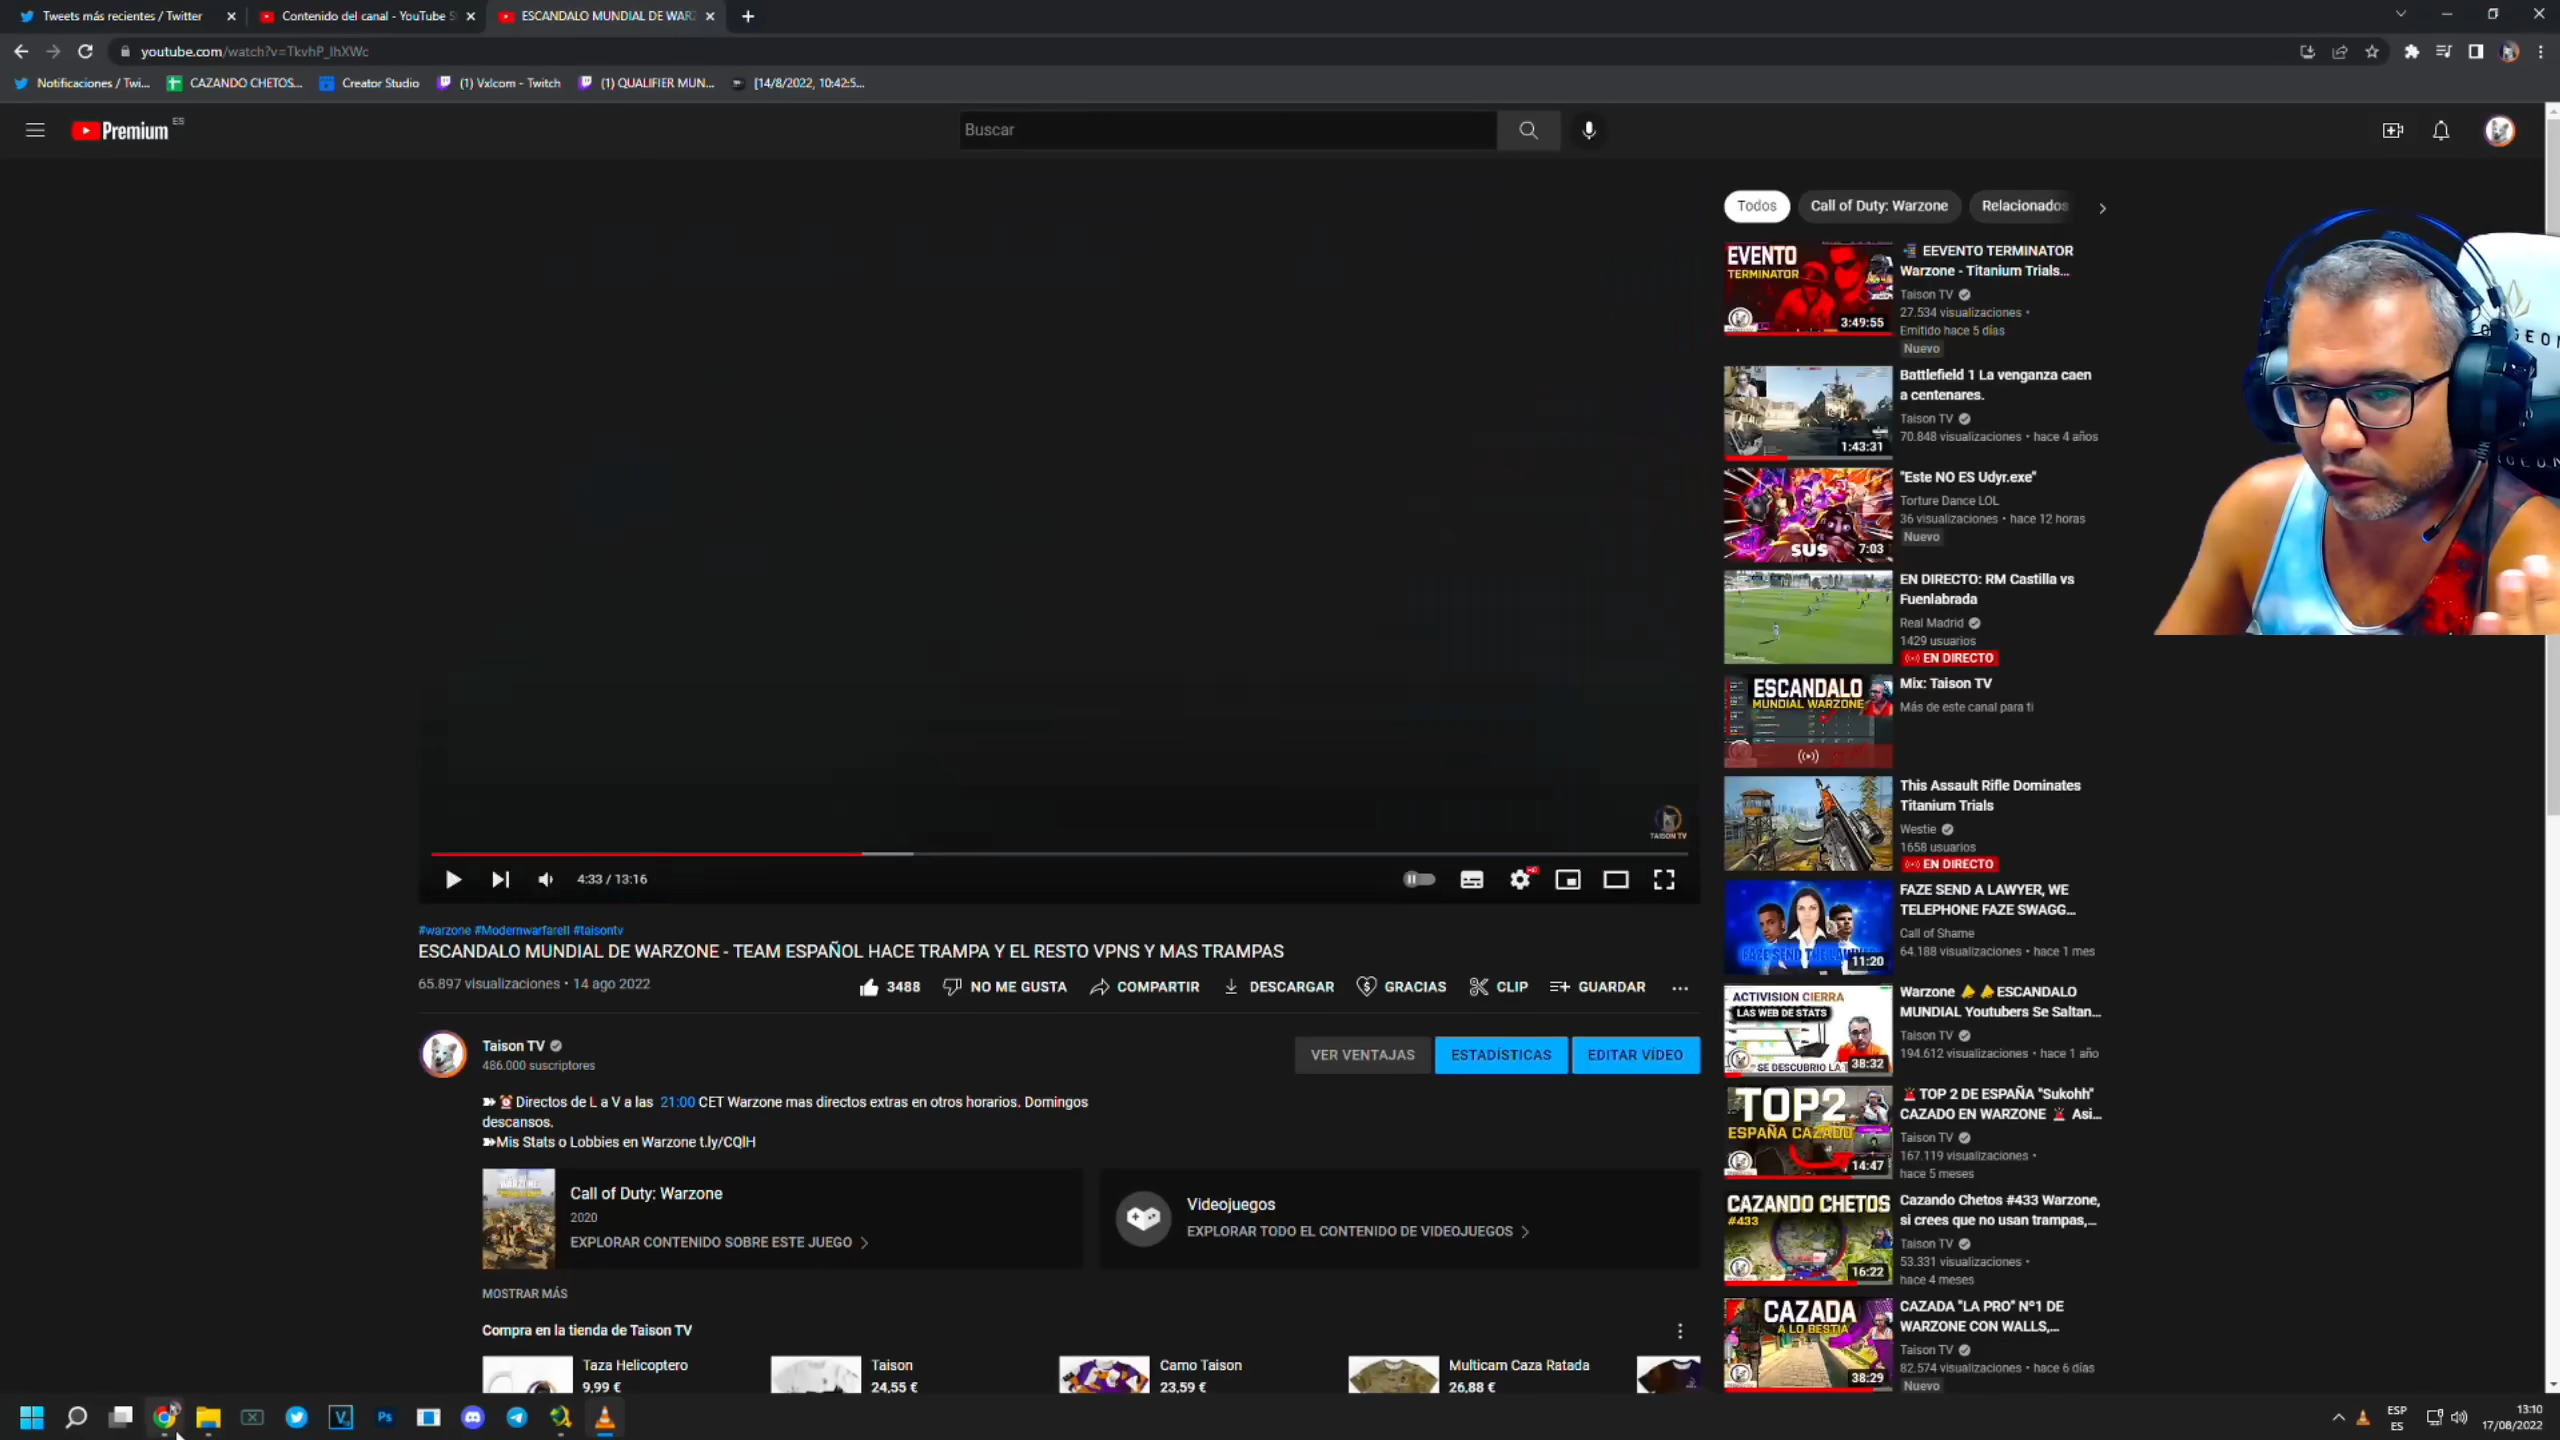 Tweets más recientes / Twitter
Contenido del canal - YouTube S
ESCANDALO MUNDIAL DE WAR
youtube.com/watch?v=TkvhP_lhXWc
Notificaciones / Twi...
CAZANDO CHETOS...
Creator Studio
(1) Vxlcom - Twitch
(1) QUALIFIER MUN...
[14/8/2022, 10:42:5...
Premium
ES
Buscar
Todos
Call of Duty: Warzone
Relacionados
EVENTO
TERMINATOR
3:49:55
EEVENTO TERMINATOR
Warzone - Titanium Trials...
Taison TV
27.534 visualizaciones •
Emitido hace 5 días
Nuevo
1:43:31
Battlefield 1 La venganza caen
a centenares.
Taison TV
70.848 visualizaciones • hace 4 años
SUS
7:03
"Este NO ES Udyr.exe"
Torture Dance LOL
36 visualizaciones • hace 12 horas
Nuevo
EN DIRECTO: RM Castilla vs
Fuenlabrada
Real Madrid
1429 usuarios
EN DIRECTO
ESCANDALO
MUNDIAL WARZONE
Mix: Taison TV
Más de este canal para ti
This Assault Rifle Dominates
Titanium Trials
Westie
1658 usuarios
EN DIRECTO
TAISON TV
4:33 / 13:16
FAZE SEND THE LAWYER
11:20
FAZE SEND A LAWYER, WE
TELEPHONE FAZE SWAGG...
Call of Shame
64.188 visualizaciones • hace 1 mes
#warzone #ModernwarfareII #taisontv
ESCANDALO MUNDIAL DE WARZONE - TEAM ESPAÑOL HACE TRAMPA Y EL RESTO VPNS Y MAS TRAMPAS
65.897 visualizaciones • 14 ago 2022
3488
NO ME GUSTA
COMPARTIR
DESCARGAR
GRACIAS
CLIP
GUARDAR
ACTIVISION CIERRA
LAS WEB DE STATS
SE DESCUBRIO LA
38:32
Warzone ESCANDALO
MUNDIAL Youtubers Se Saltan...
Taison TV
194.612 visualizaciones • hace 1 año
Taison TV
486.000 suscriptores
VER VENTAJAS
ESTADÍSTICAS
EDITAR VÍDEO
Directos de L a V a las 21:00 CET Warzone mas directos extras en otros horarios. Domingos
descansos.
Mis Stats o Lobbies en Warzone t.ly/CQlH
TOP2
ESPAÑA CAZADO
14:47
TOP 2 DE ESPAÑA "Sukohh"
CAZADO EN WARZONE Asi...
Taison TV
167.119 visualizaciones •
hace 5 meses
WARZONE
Call of Duty: Warzone
2020
EXPLORAR CONTENIDO SOBRE ESTE JUEGO
Videojuegos
EXPLORAR TODO EL CONTENIDO DE VIDEOJUEGOS
CAZANDO CHETOS
#433
16:22
Cazando Chetos #433 Warzone,
si crees que no usan trampas,...
Taison TV
53.331 visualizaciones •
hace 4 meses
MOSTRAR MÁS
Compra en la tienda de Taison TV
Taza Helicoptero
9,99 €
Taison
24,55 €
Camo Taison
23,59 €
Multicam Caza Ratada
26,88 €
CAZADA
A LO BESTIA
38:29
CAZADA "LA PRO" Nº1 DE
WARZONE CON WALLS,...
Taison TV
82.574 visualizaciones • hace 6 días
Nuevo
Ps
ESP
ES
13:10
17/08/2022